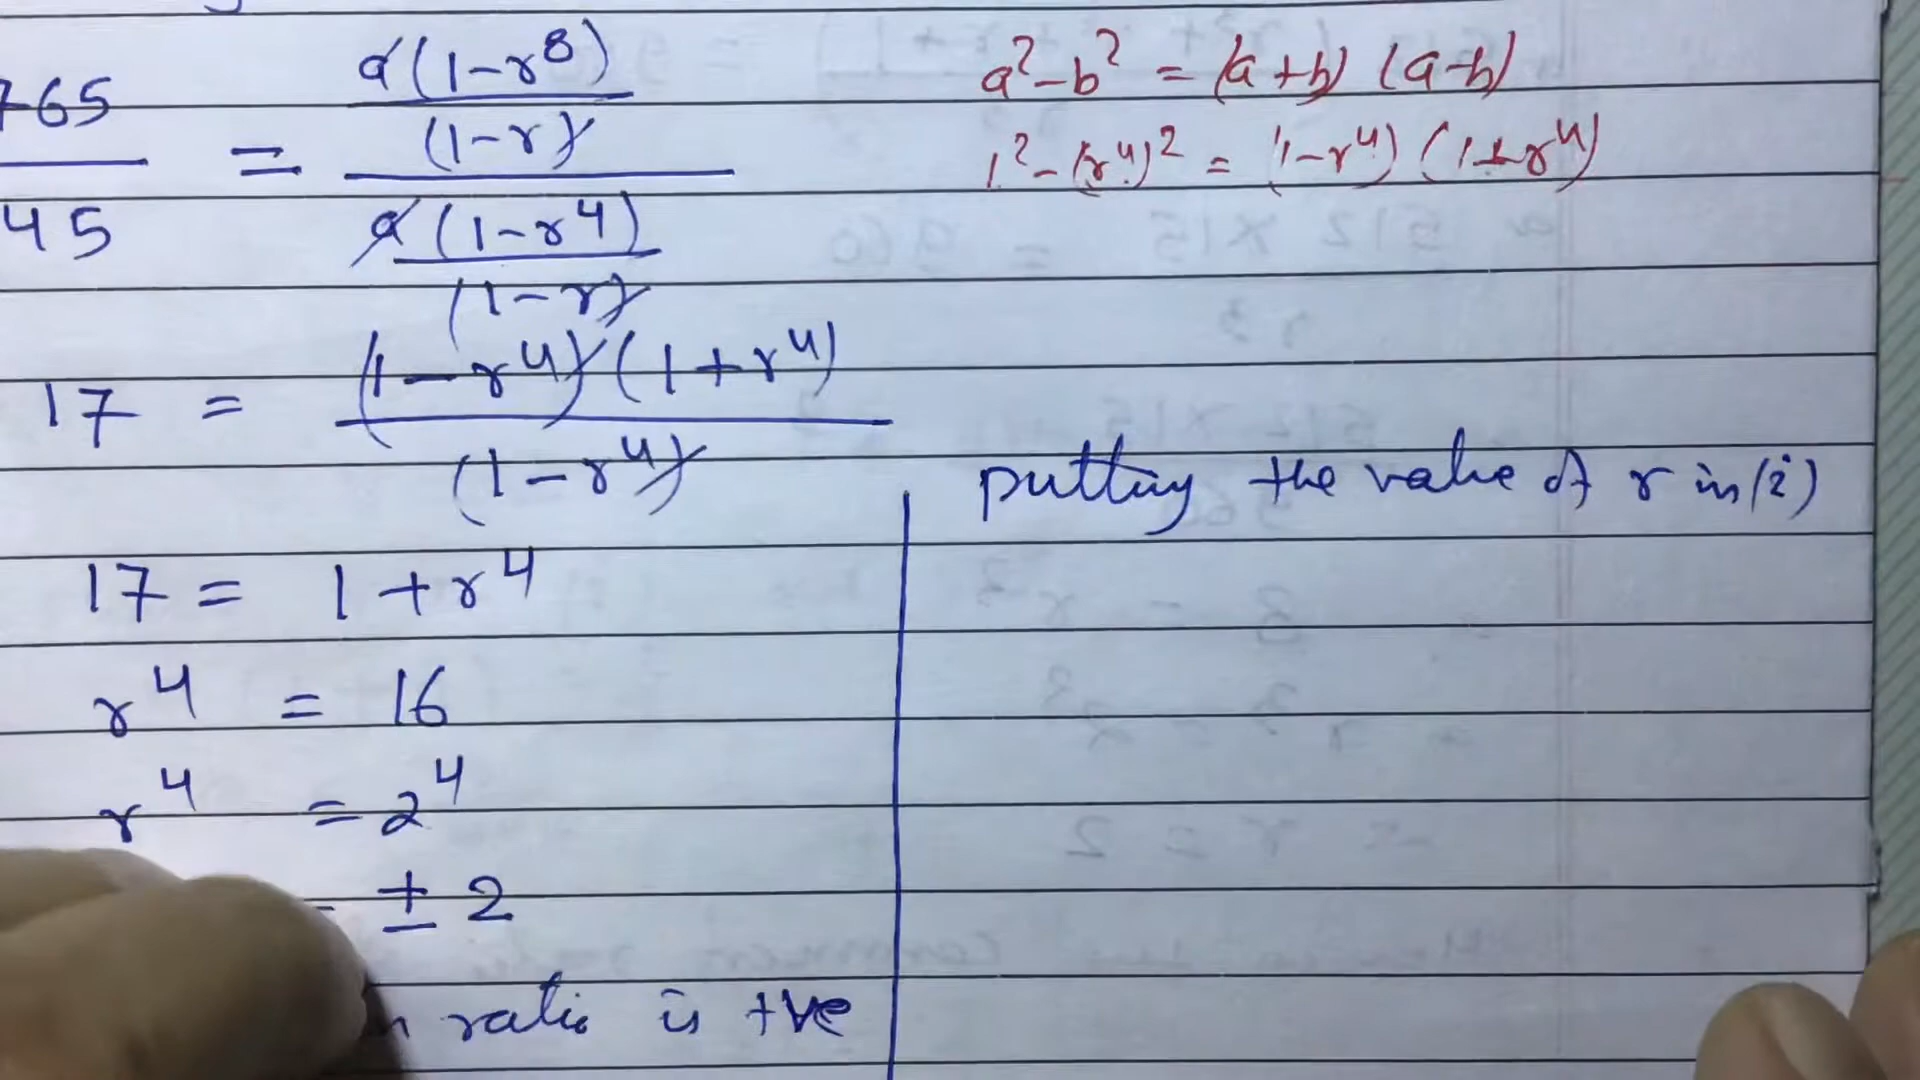 765/45 = (a(1-r⁸)/(1-r))/(a(1-r⁴)/(1-r))
a²-b² = (a+b) (a-b)
1²-(r⁴)² = (1-r⁴) (1+r⁴)
17 = (1-r⁴)(1+r⁴)/(1-r⁴)
17 = 1+r⁴
r⁴ = 16
r⁴ = 2⁴
= ± 2
ratio is +ve
putting the value of r in (i)